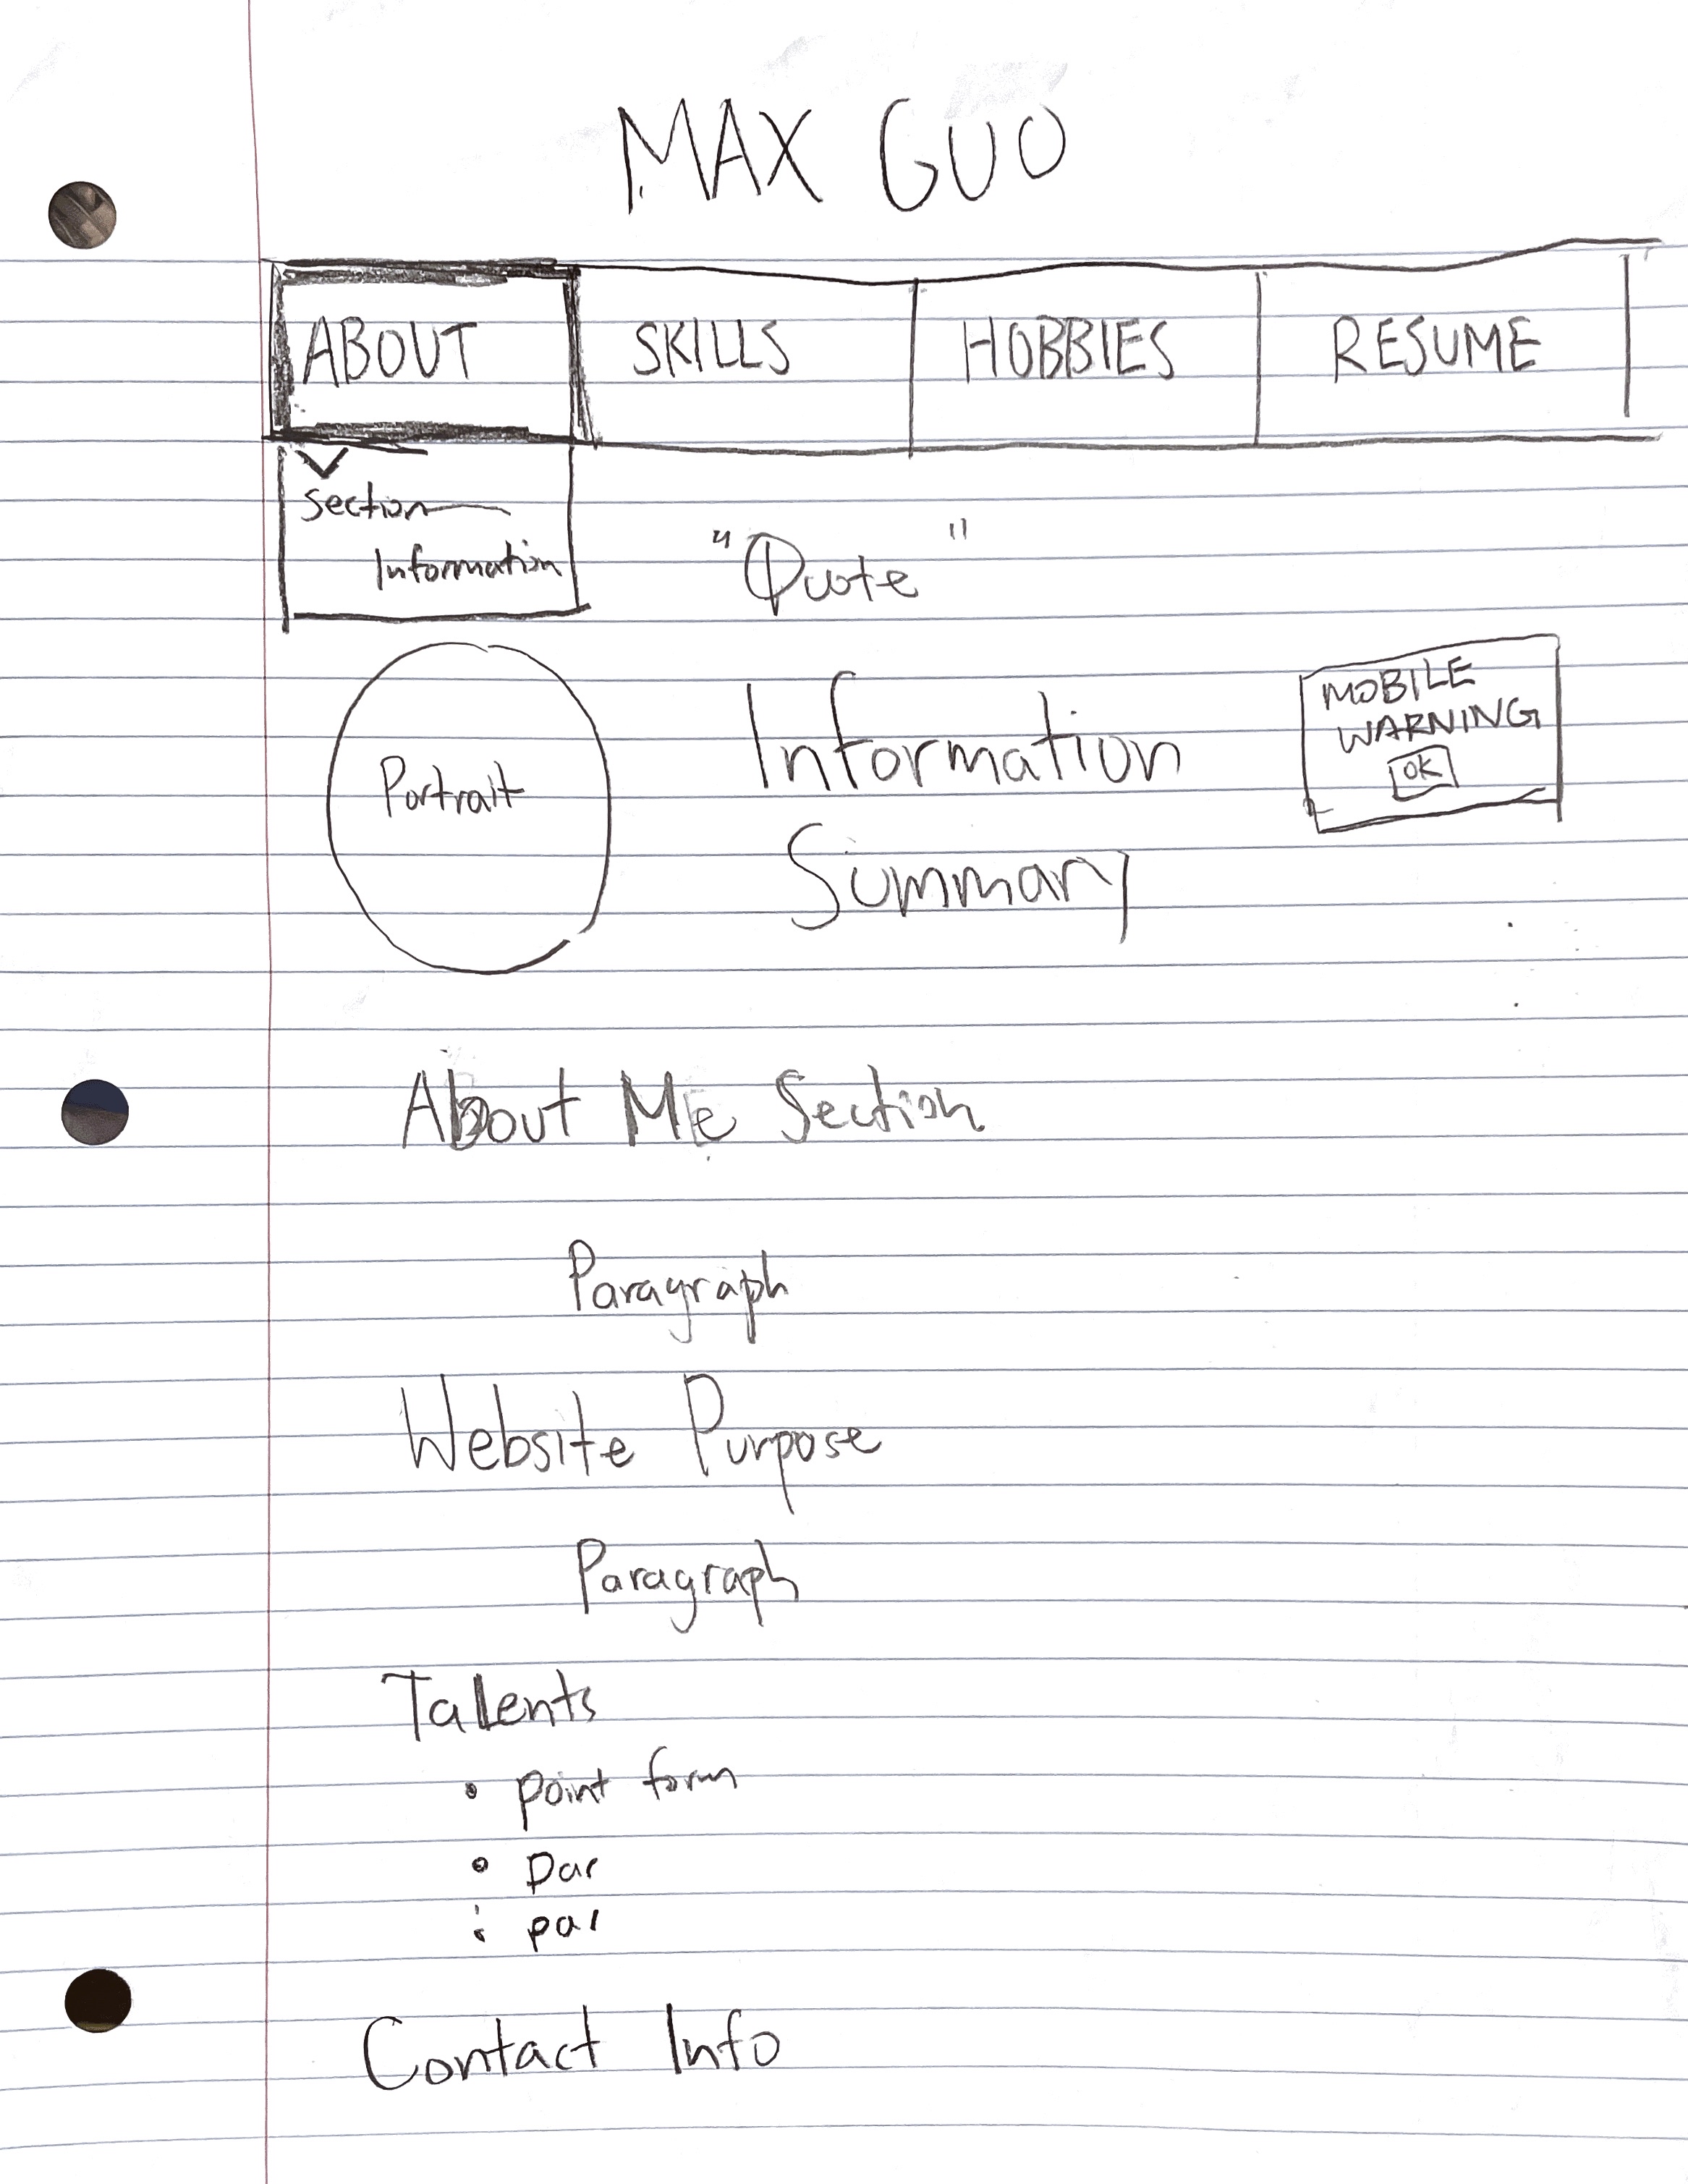 MAX GUO
ABOUT SKILLS HOBBIES RESUME
Section
Information
"Quote"
Portrait
Information
Summary
MOBILE
WARNING
OK
About Me Section
Paragraph
Website Purpose
Paragraph
Talents
• point form
• par
• par
Contact Info